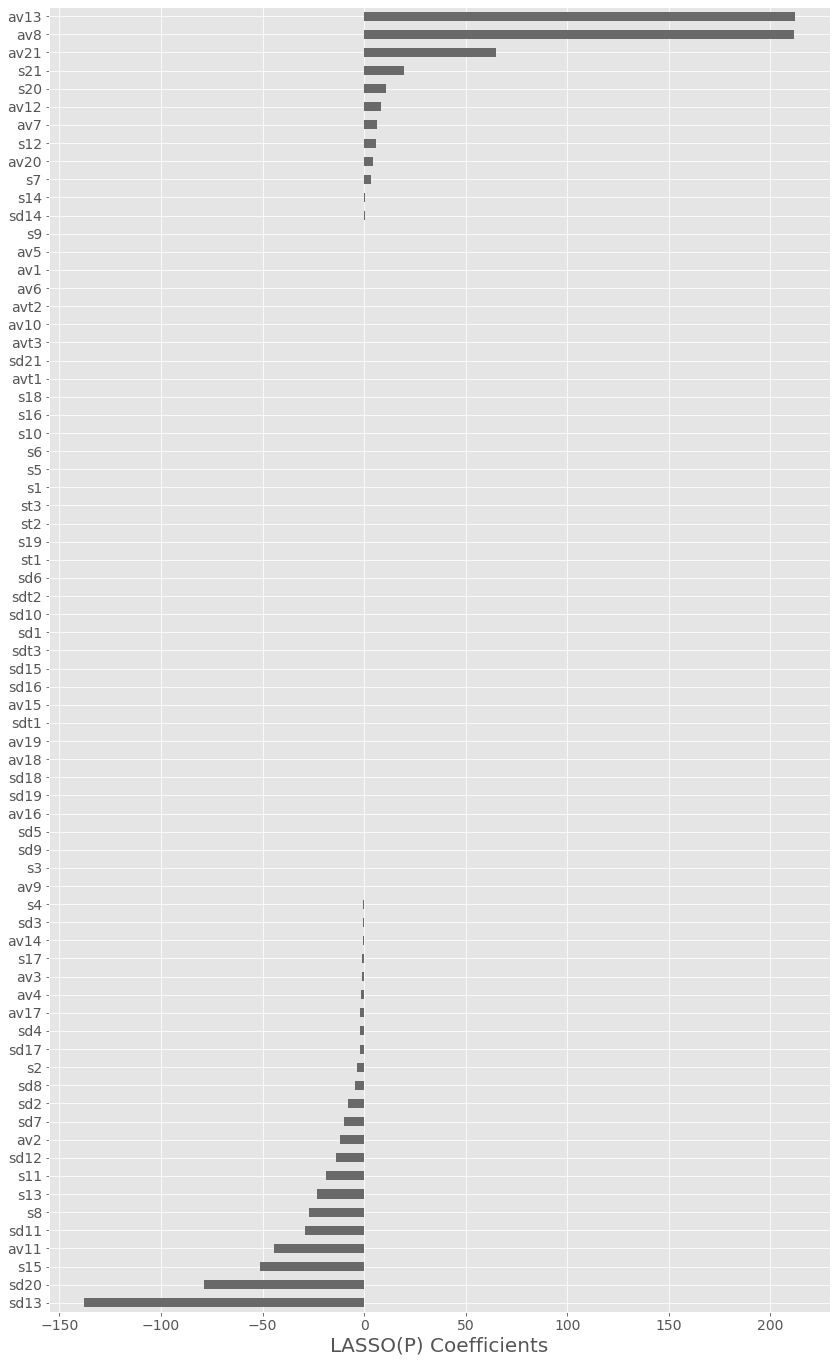 av13
av8
av21
s21
s20
av12
av7
s12
av20
s7
s14
sd14
s9
av5
av1
av6
avt2
av10
avt3
sd21
avt1
s18
s16
s10
s6
s5
s1
st3
st2
s19
st1
sd6
sdt2
sd10
sd1
sdt3
sd15
sd16
av15
sdt1
av19
av18
sd18
sd19
av16
sd5
sd9
s3
av9
s4
sd3
av14
s17
av3
av4
av17
sd4
sd17
s2
sd8
sd2
sd7
av2
sd12
s11
s13
s8
sd11
av11
s15
sd20
sd13
−150 −100 −50 0 50 100 150 200
LASSO(P) Coefficients